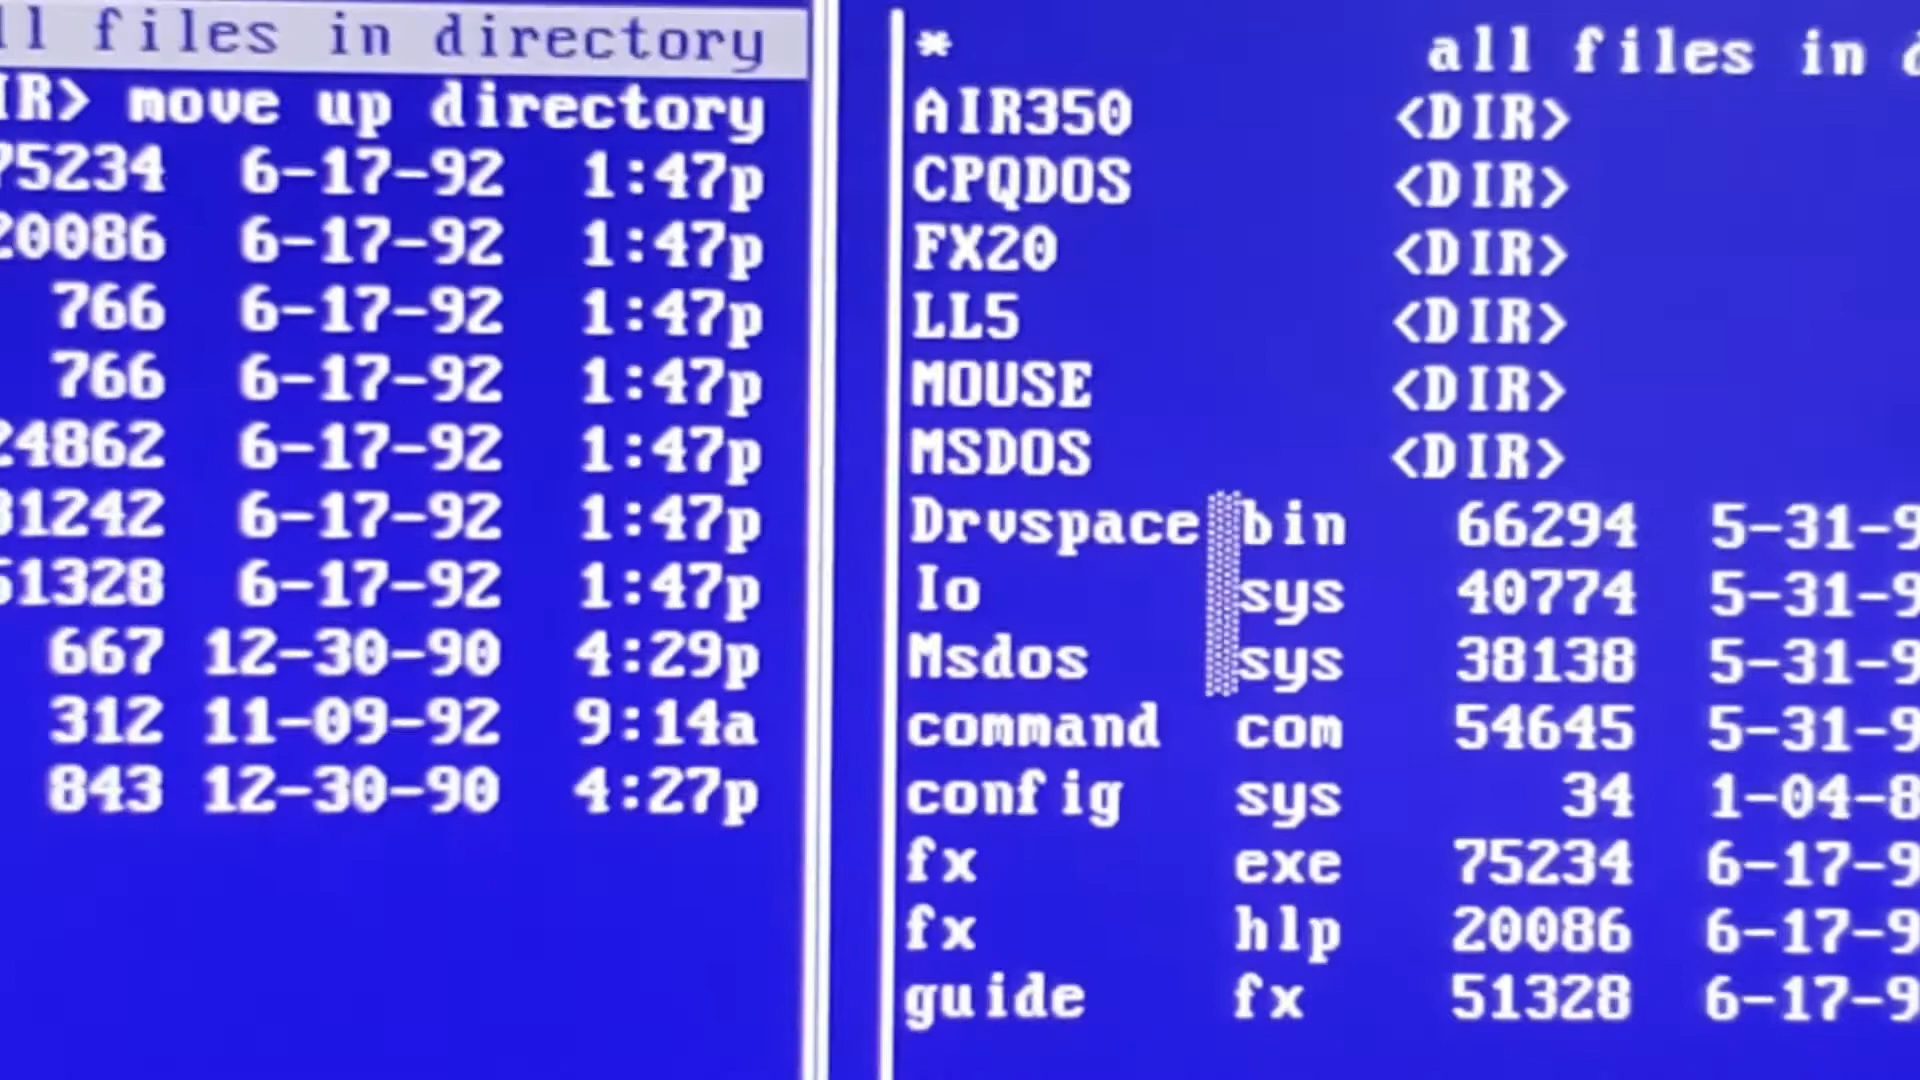 ll files in directory
IR> move up directory
75234 6-17-92 1:47p
20086 6-17-92 1:47p
766 6-17-92 1:47p
766 6-17-92 1:47p
24862 6-17-92 1:47p
31242 6-17-92 1:47p
51328 6-17-92 1:47p
667 12-30-90 4:29p
312 11-09-92 9:14a
843 12-30-90 4:27p
* all files in d
AIR350 <DIR>
CPQDOS <DIR>
FX20 <DIR>
LL5 <DIR>
MOUSE <DIR>
MSDOS <DIR>
Drvspace░bin 66294 5-31-9
Io ░sys 40774 5-31-9
Msdos ░sys 38138 5-31-9
command com 54645 5-31-9
config sys 34 1-04-8
fx exe 75234 6-17-9
fx hlp 20086 6-17-9
guide fx 51328 6-17-9